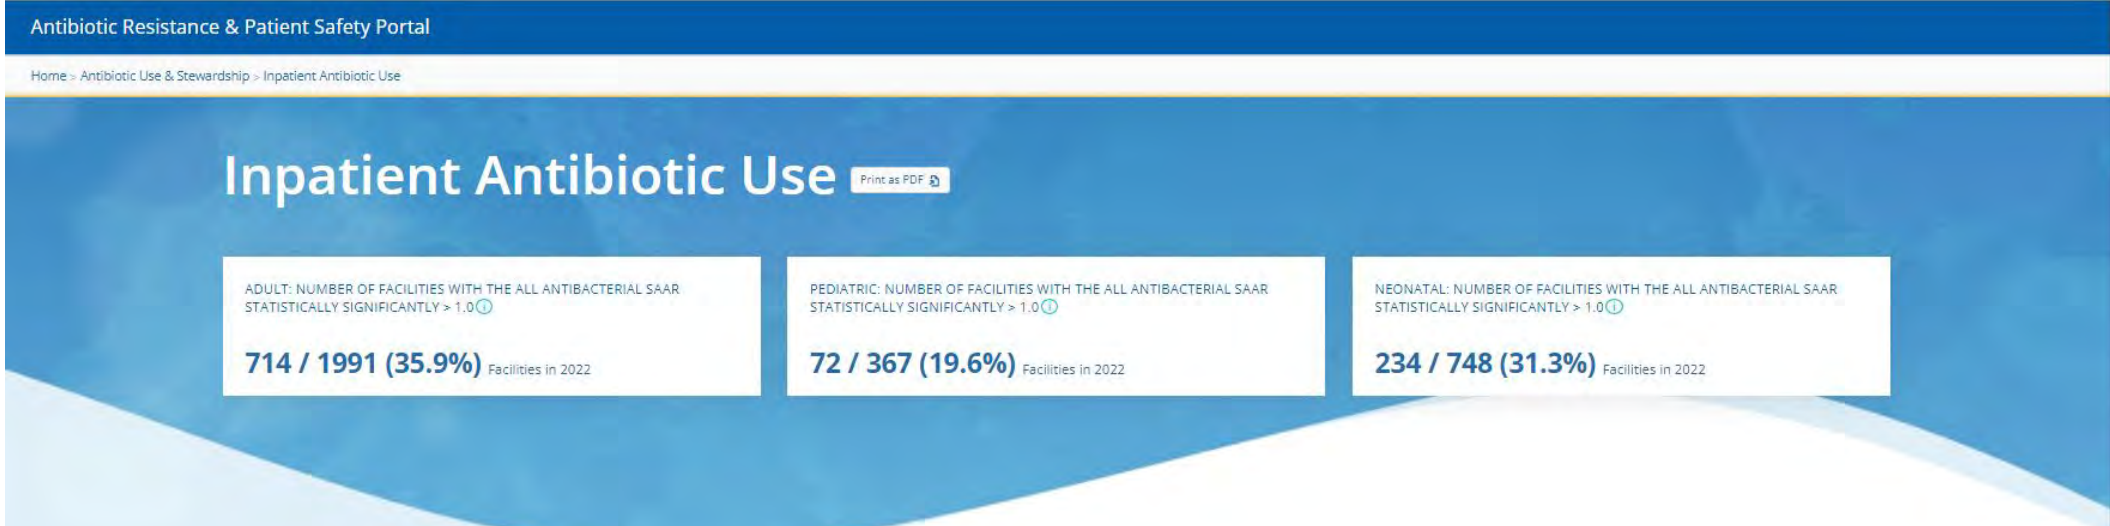 Antibiotic Resistance & Patient Safety Portal
Home > Antibiotic Use & Stewardship > Inpatient Antibiotic Use
Inpatient Antibiotic Use Print as PDF
ADULT: NUMBER OF FACILITIES WITH THE ALL ANTIBACTERIAL SAAR
STATISTICALLY SIGNIFICANTLY > 1.0
714 / 1991 (35.9%) Facilities in 2022
PEDIATRIC: NUMBER OF FACILITIES WITH THE ALL ANTIBACTERIAL SAAR
STATISTICALLY SIGNIFICANTLY > 1.0
72 / 367 (19.6%) Facilities in 2022
NEONATAL: NUMBER OF FACILITIES WITH THE ALL ANTIBACTERIAL SAAR
STATISTICALLY SIGNIFICANTLY > 1.0
234 / 748 (31.3%) Facilities in 2022